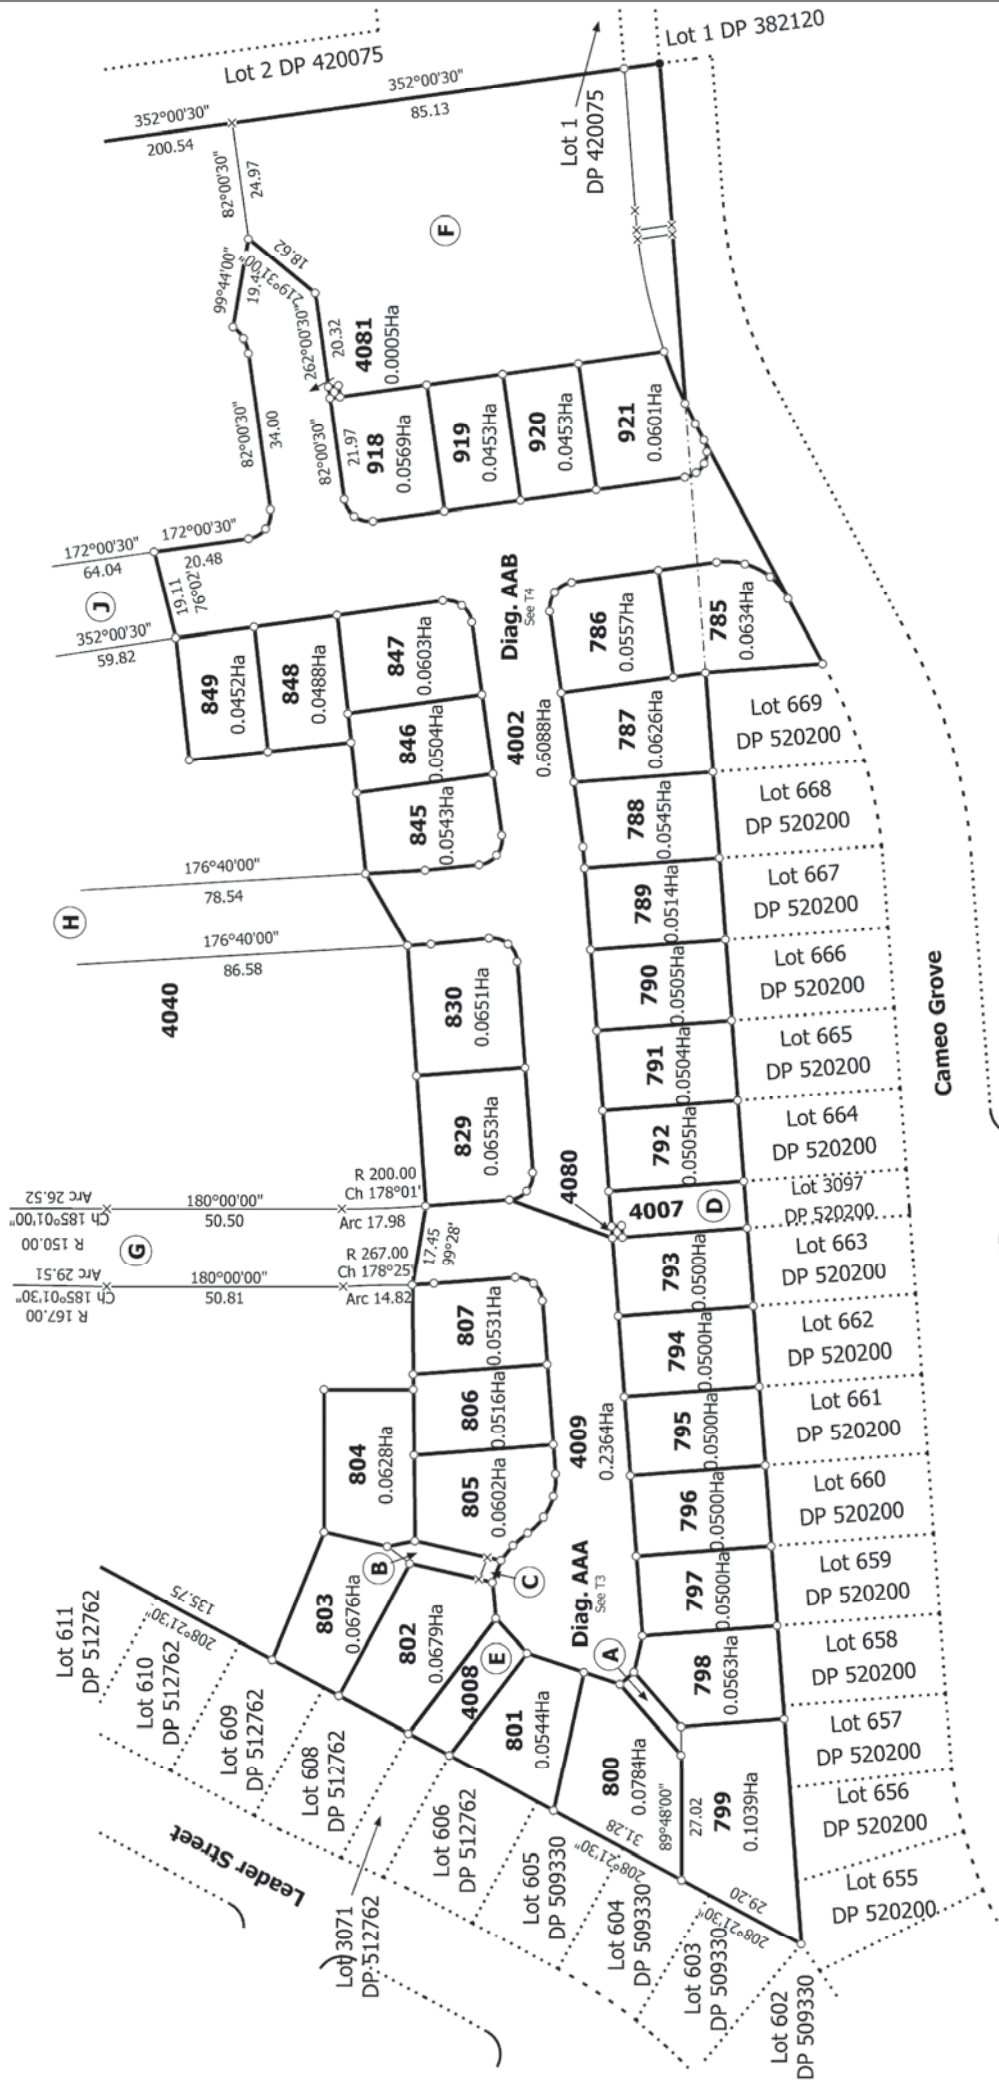 Lot 2 DP 420075
Lot 1 DP 382120
Lot 1
DP 420075
352°00'30"
200.54
352°00'30"
85.13
82°00'30"
24.97
99°44'00"
219°31'00"
18.62
262°00'30"
20.32
4081
0.0005Ha
F
82°00'30"
34.00
82°00'30"
21.97
918
0.0569Ha
919
0.0453Ha
920
0.0453Ha
921
0.0601Ha
172°00'30"
64.04
172°00'30"
20.48
J
19.11
76°02'
352°00'30"
59.82
849
0.0452Ha
848
0.0488Ha
847
0.0603Ha
846
0.0504Ha
845
0.0543Ha
Diag. AAB
See T4
4002
0.6088Ha
786
0.0557Ha
785
0.0634Ha
787
0.0626Ha
788
0.0545Ha
789
0.0514Ha
790
0.0505Ha
791
0.0504Ha
792
0.0505Ha
4007
D
4080
793
0.0500Ha
794
0.0500Ha
795
0.0500Ha
796
0.0500Ha
797
0.0500Ha
798
0.0563Ha
799
0.1039Ha
800
0.0784Ha
801
0.0544Ha
4008
E
802
0.0679Ha
803
0.0676Ha
804
0.0628Ha
805
0.0602Ha
806
0.0516Ha
807
0.0531Ha
4009
0.2364Ha
Diag. AAA
See T3
A
B
C
829
0.0653Ha
830
0.0651Ha
176°40'00"
78.54
H
176°40'00"
86.58
4040
R 200.00
Ch 178°01'
Arc 17.98
180°00'00"
50.50
R 150.00
Ch 185°01'00"
Arc 26.52
G
17.45
99°28'
R 267.00
Ch 178°25'
Arc 14.82
180°00'00"
50.81
R 167.00
Ch 185°01'30"
Arc 29.51
Lot 669
DP 520200
Lot 668
DP 520200
Lot 667
DP 520200
Lot 666
DP 520200
Lot 665
DP 520200
Lot 664
DP 520200
Lot 3097
DP 520200
Lot 663
DP 520200
Lot 662
DP 520200
Lot 661
DP 520200
Lot 660
DP 520200
Lot 659
DP 520200
Lot 658
DP 520200
Lot 657
DP 520200
Lot 656
DP 520200
Lot 655
DP 520200
Cameo Grove
Lot 611
DP 512762
Lot 610
DP 512762
Lot 609
DP 512762
Lot 608
DP 512762
Lot 3071
DP 512762
Lot 606
DP 512762
Lot 605
DP 509330
Lot 604
DP 509330
Lot 603
DP 509330
Lot 602
DP 509330
Leader Street
135.75
208°21'30"
31.28
208°21'30"
89°48'00"
27.02
29.20
208°21'30"